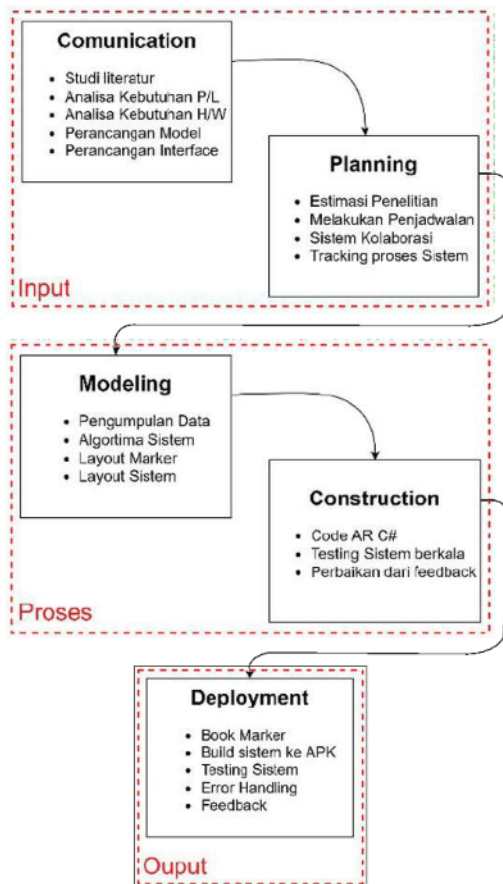 Comunication
Studi literatur
Analisa Kebutuhan P/L
Analisa Kebutuhan H/W
Perancangan Model
Perancangan Interface
Planning
Estimasi Penelitian
Melakukan Penjadwalan
Sistem Kolaborasi
Tracking proses Sistem
Input
Modeling
Pengumpulan Data
Algortima Sistem
Layout Marker
Layout Sistem
Construction
Code AR C#
Testing Sistem berkala
Perbaikan dari feedback
Proses
Deployment
Book Marker
Build sistem ke APK
Testing Sistem
Error Handling
Feedback
Ouput